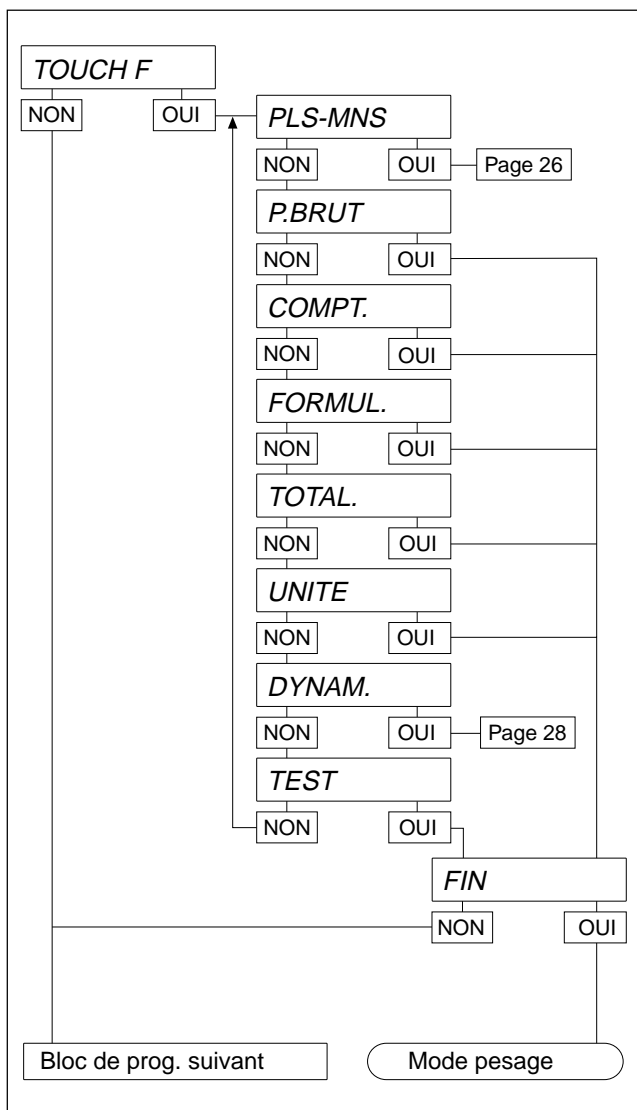 TOUCH F
NON OUI PLS-MNS
NON OUI Page 26
P.BRUT
NON OUI
COMPT.
NON OUI
FORMUL.
NON OUI
TOTAL.
NON OUI
UNITE
NON OUI
DYNAM.
NON OUI Page 28
TEST
NON OUI
FIN
NON OUI
Bloc de prog. suivant Mode pesage